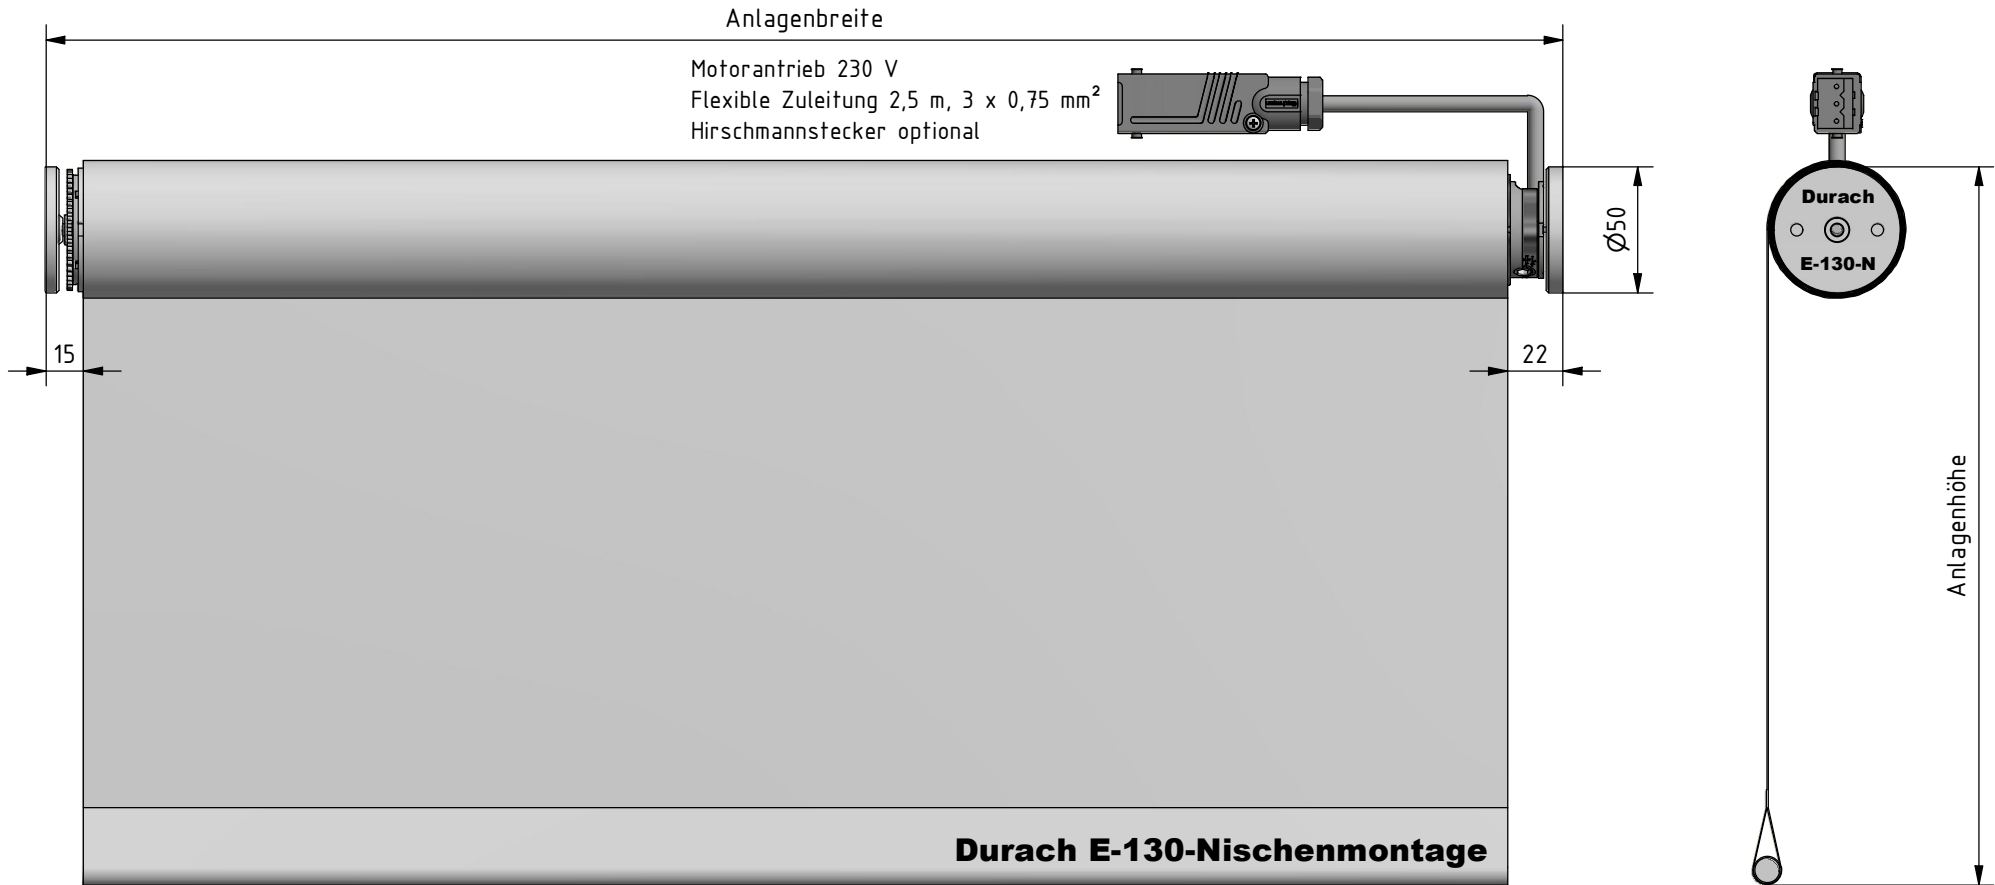 Anlagenbreite
Motorantrieb 230 V
Flexible Zuleitung 2,5 m, 3 x 0,75 mm²
Hirschmannstecker optional
Ø50
15
22
Durach
E-130-N
Anlagenhöhe
Durach E-130-Nischenmontage